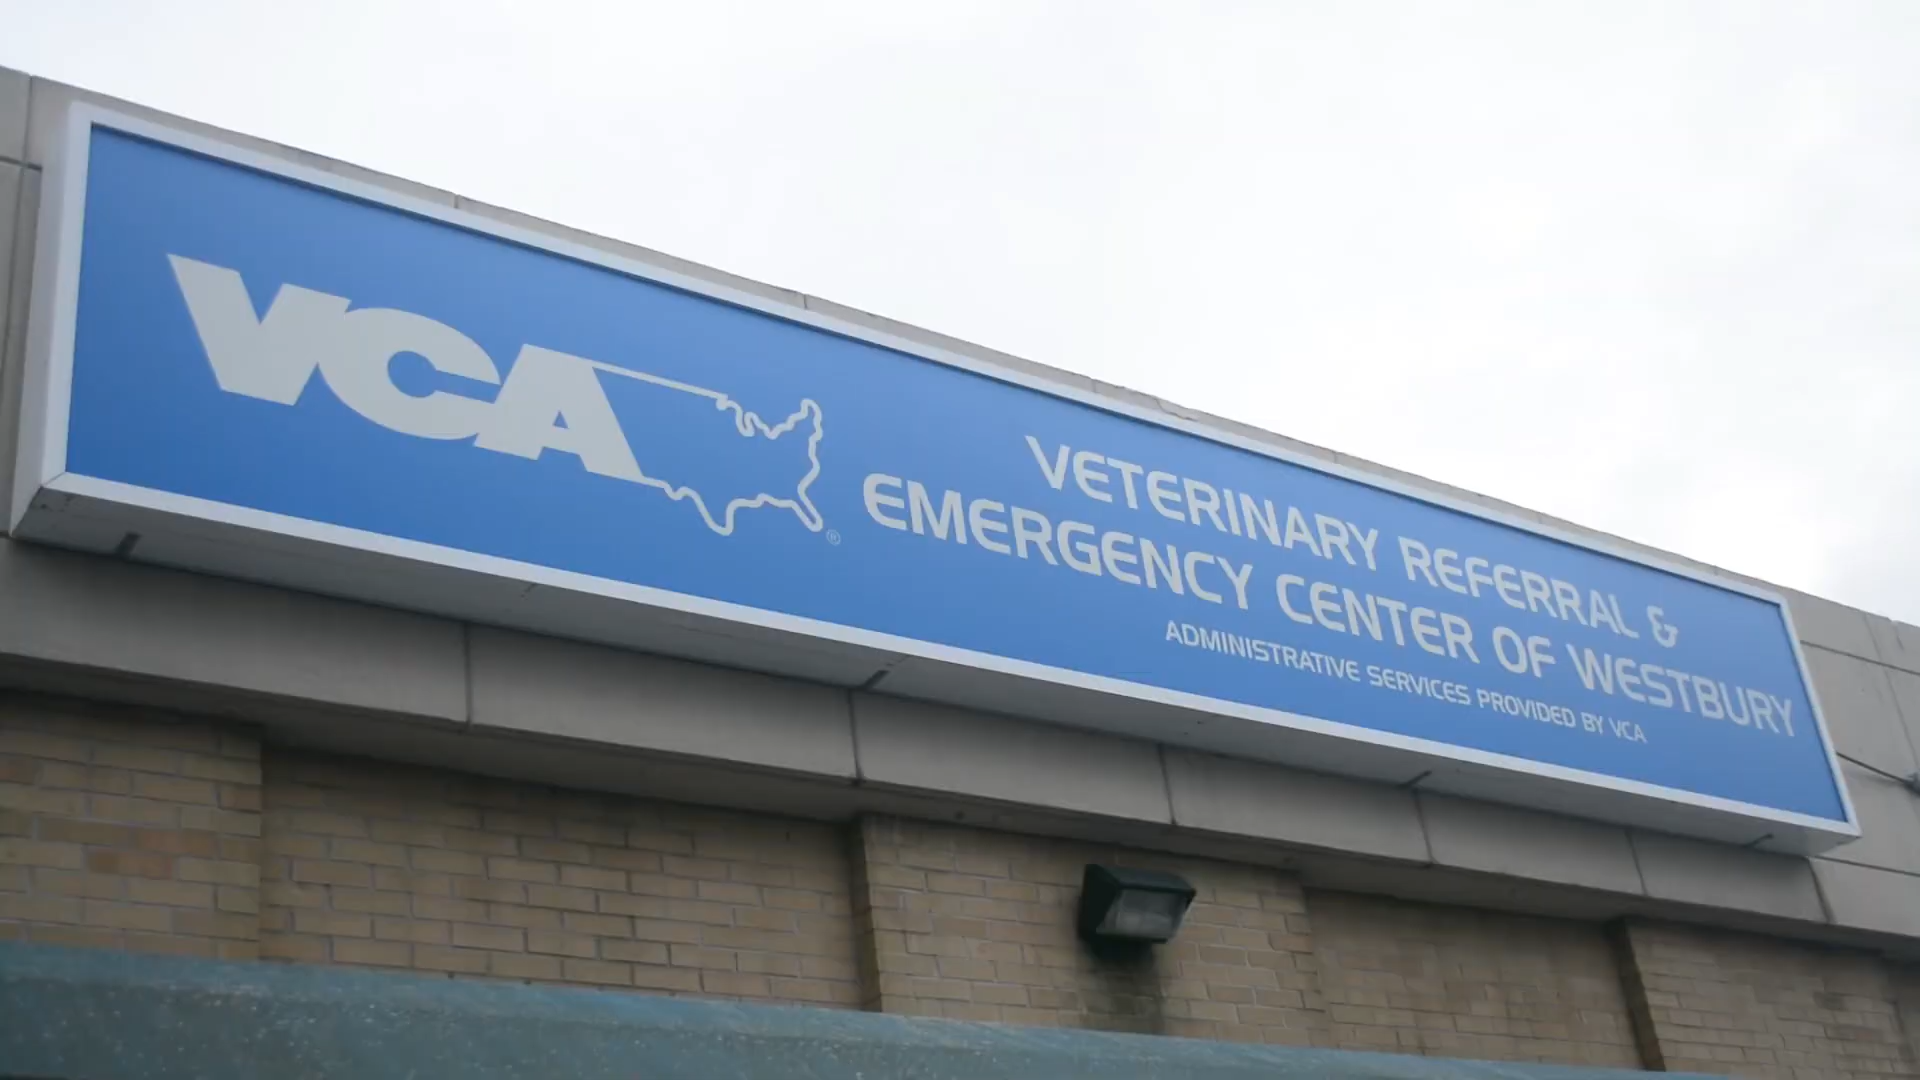 VCA®
VETERINARY REFERRAL &
EMERGENCY CENTER OF WESTBURY
ADMINISTRATIVE SERVICES PROVIDED BY VCA